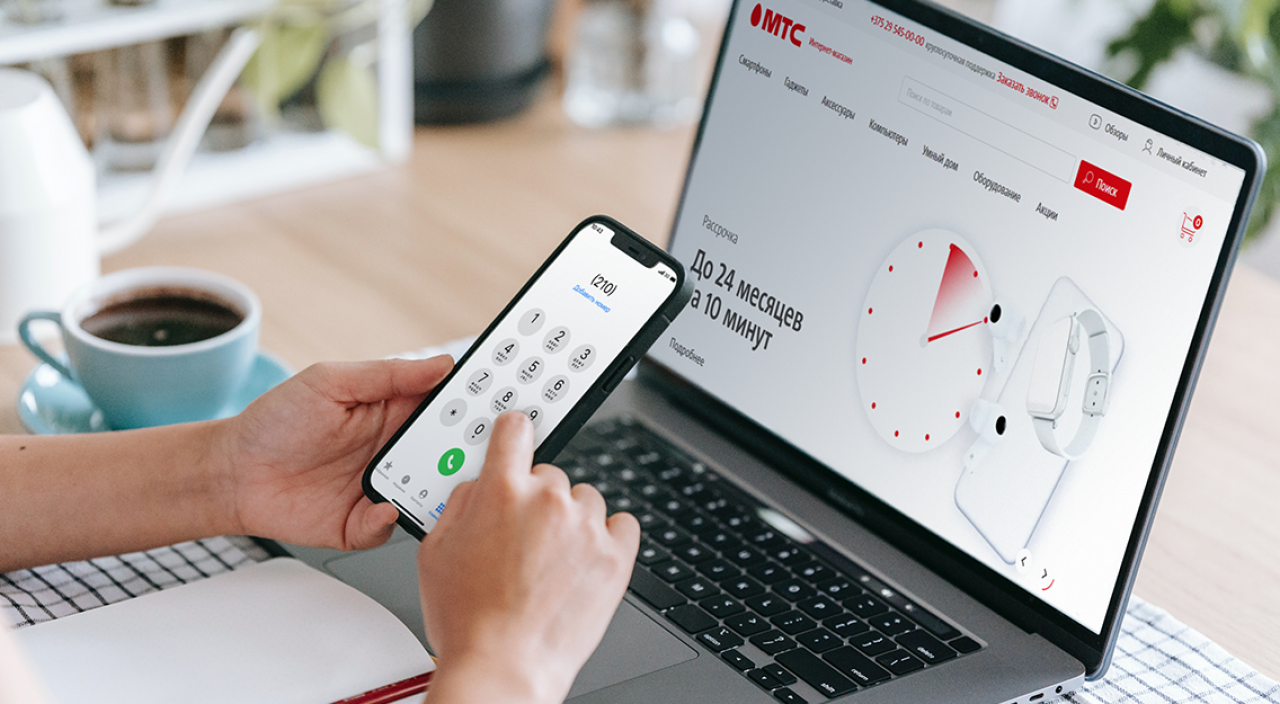 +375 29 545-00-00 круглосуточная поддержка Заказать звонок
МТС Интернет-магазин
Поиск по товарам
Поиск
Обзоры
Личный кабинет
0
Смартфоны Гаджеты Аксессуары Компьютеры Умный дом Оборудование Акции
Рассрочка
До 24 месяцев
за 10 минут
Подробнее
10:43
(210)
Добавить номер
1 2 3
4 5 6
7 8 9
* 0